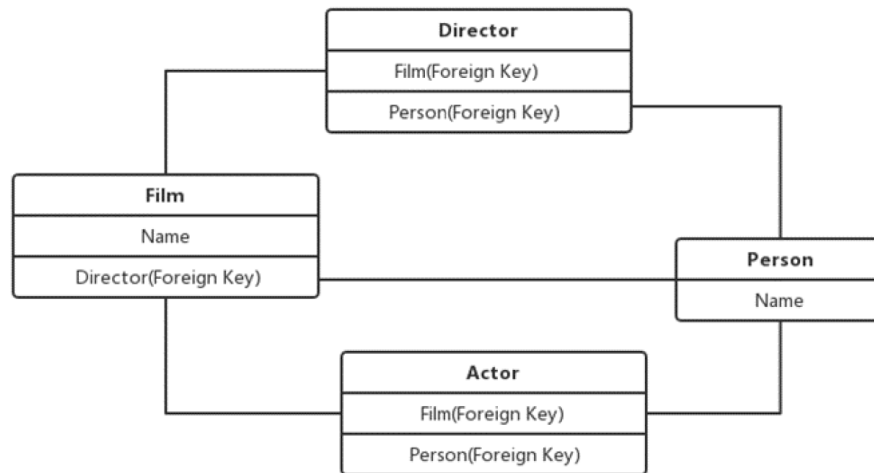 Director
Film(Foreign Key)
Person(Foreign Key)
Film
Name
Director(Foreign Key)
Person
Name
Actor
Film(Foreign Key)
Person(Foreign Key)